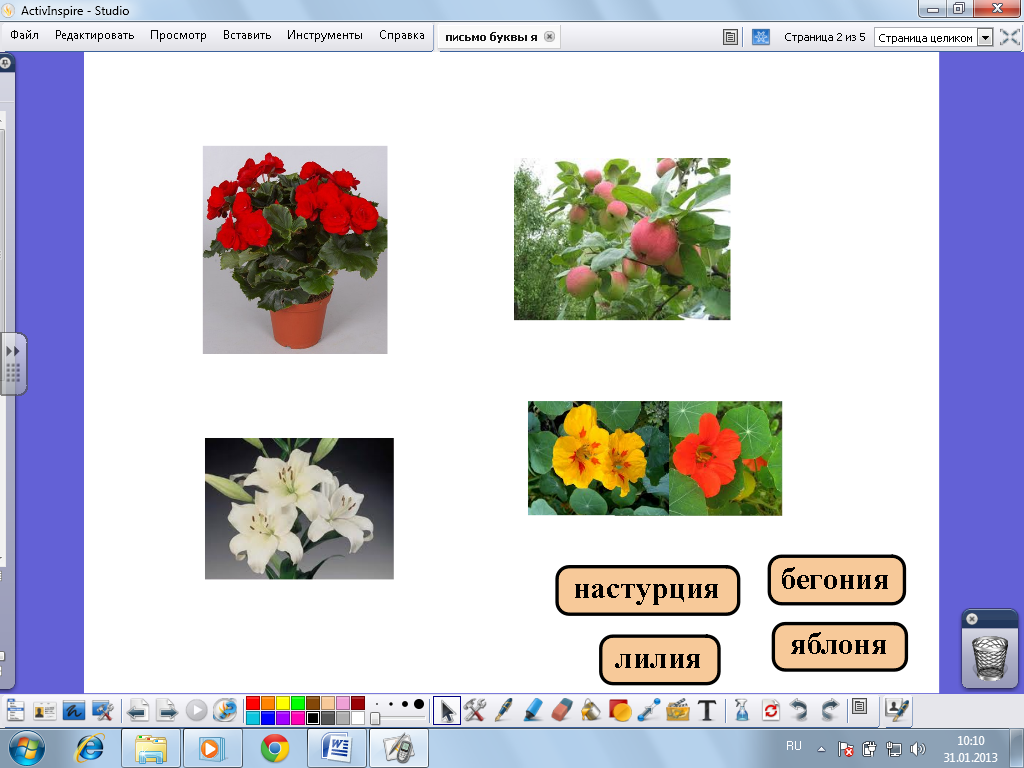 ActivInspire - Studio
Файл Редактировать Просмотр Вставить Инструменты Справка
письмо буквы я
Страница 2 из 5
Страница целиком
настурция
бегония
лилия
яблоня
RU
10:10
31.01.2013